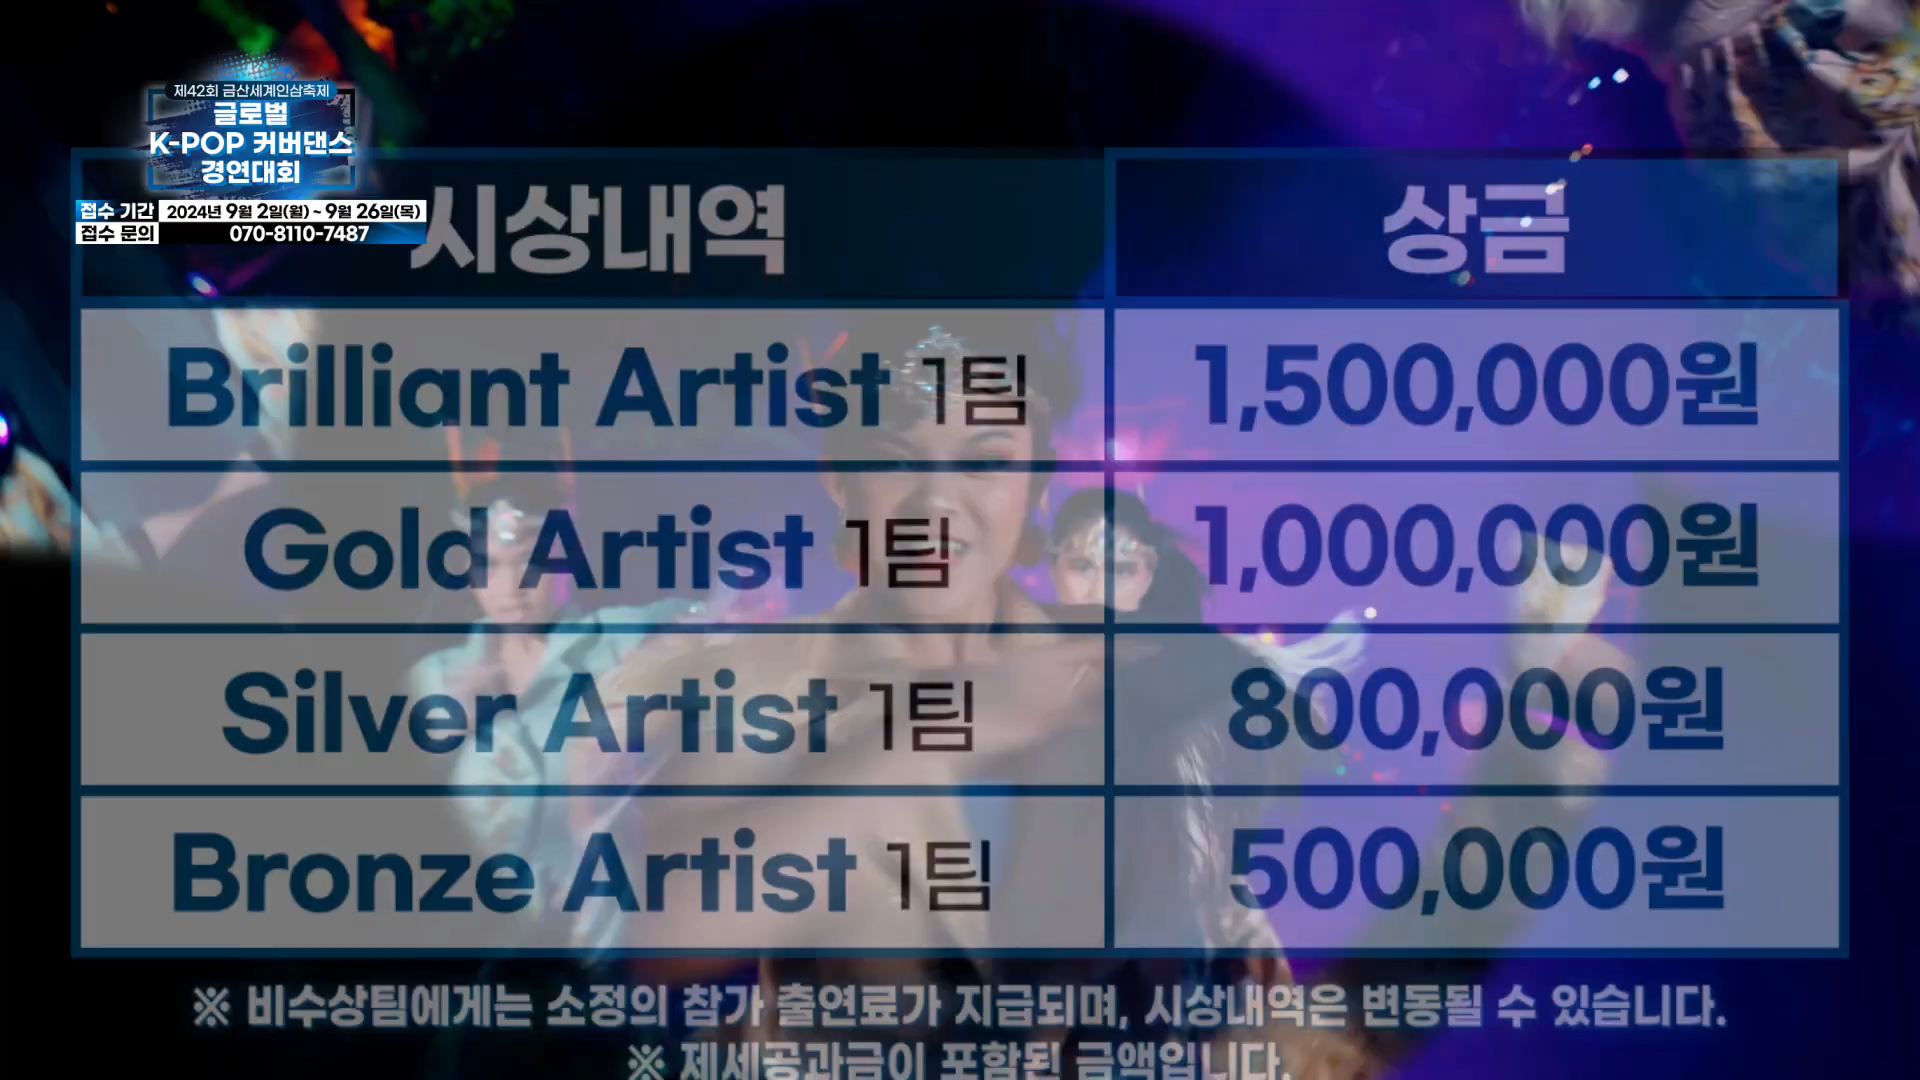 제42회 금산세계인삼축제
글로벌
K-POP 커버댄스
경연대회
접수 기간 2024년 9월 2일(월) ~ 9월 26일(목)
접수 문의 070-8110-7487
시상내역 상금
Brilliant Artist 1팀 1,500,000원
Gold Artist 1팀 1,000,000원
Silver Artist 1팀 800,000원
Bronze Artist 1팀 500,000원
※ 비수상팀에게는 소정의 참가 출연료가 지급되며, 시상내역은 변동될 수 있습니다.
※ 제세공과금이 포함된 금액입니다.